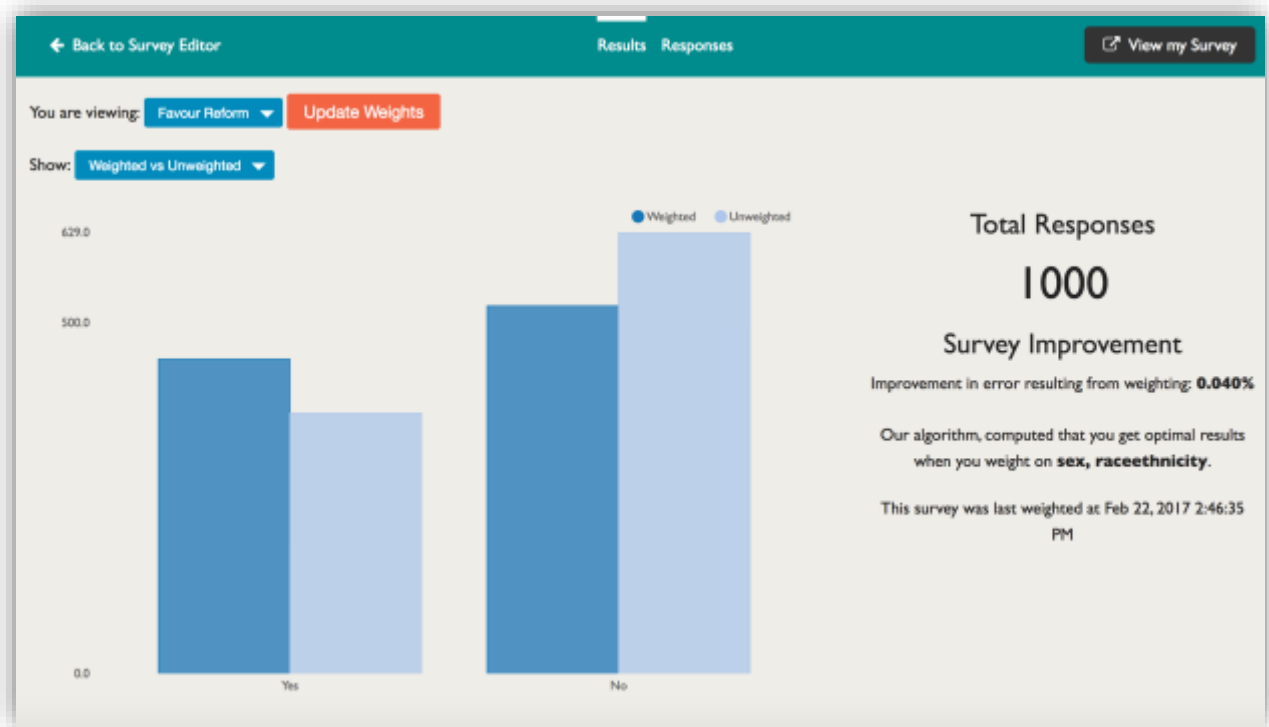 Back to Survey Editor
Results Responses
View my Survey
You are viewing: Favour Reform
Update Weights
Show: Weighted vs Unweighted
Weighted Unweighted
629.0
500.0
0.0
Yes
No
Total Responses
1000
Survey Improvement
Improvement in error resulting from weighting: 0.040%
Our algorithm, computed that you get optimal results
when you weight on sex, raceethnicity.
This survey was last weighted at Feb 22, 2017 2:46:35
PM